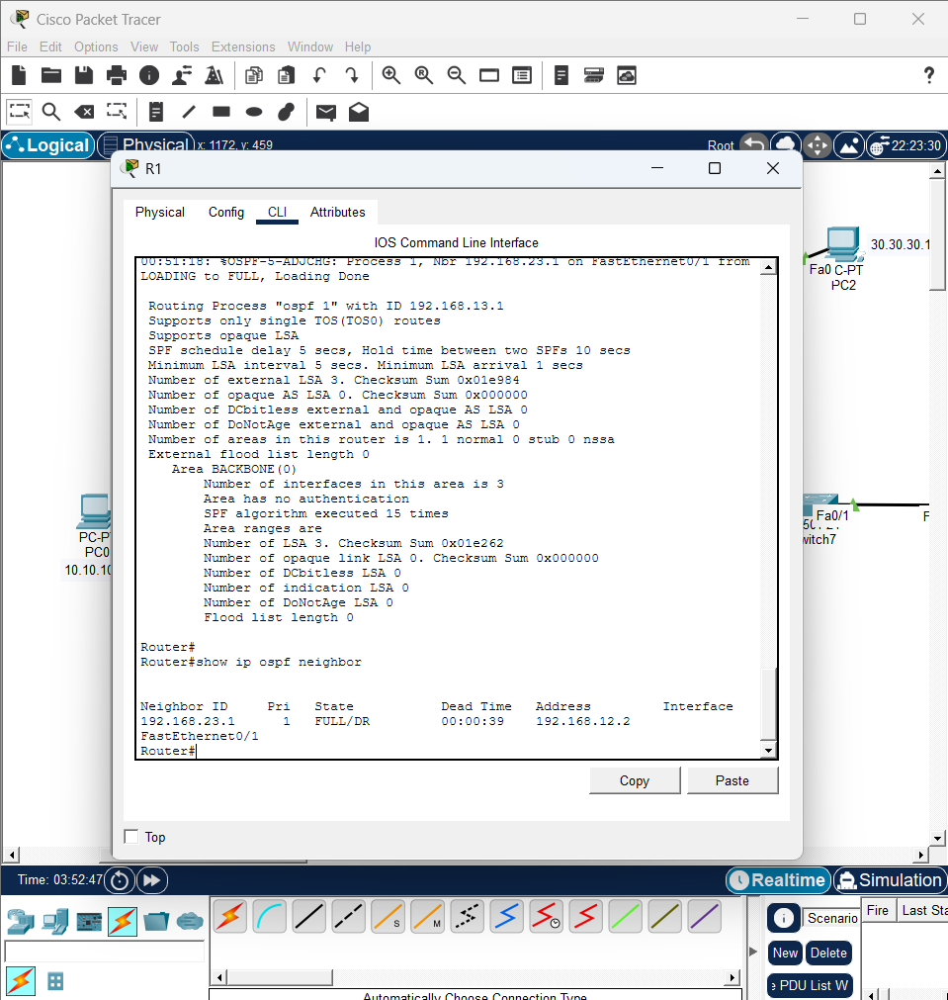 Cisco Packet Tracer
File Edit Options View Tools Extensions Window Help
Logical Physical x: 1172, y: 459 Root 22:23:30
R1
Physical Config CLI Attributes
IOS Command Line Interface
00:51:18: %OSPF-5-ADJCHG: Process 1, Nbr 192.168.23.1 on FastEthernet0/1 from
LOADING to FULL, Loading Done
Routing Process "ospf 1" with ID 192.168.13.1
Supports only single TOS(TOS0) routes
Supports opaque LSA
SPF schedule delay 5 secs, Hold time between two SPFs 10 secs
Minimum LSA interval 5 secs. Minimum LSA arrival 1 secs
Number of external LSA 3. Checksum Sum 0x01e984
Number of opaque AS LSA 0. Checksum Sum 0x000000
Number of DCbitless external and opaque AS LSA 0
Number of DoNotAge external and opaque AS LSA 0
Number of areas in this router is 1. 1 normal 0 stub 0 nssa
External flood list length 0
Area BACKBONE(0)
Number of interfaces in this area is 3
Area has no authentication
SPF algorithm executed 15 times
Area ranges are
Number of LSA 3. Checksum Sum 0x01e262
Number of opaque link LSA 0. Checksum Sum 0x000000
Number of DCbitless LSA 0
Number of indication LSA 0
Number of DoNotAge LSA 0
Flood list length 0
Router#
Router#show ip ospf neighbor
Neighbor ID Pri State Dead Time Address Interface
192.168.23.1 1 FULL/DR 00:00:39 192.168.12.2
FastEthernet0/1
Router#
Copy Paste
Top
30.30.30.1
Fa0 C-PT
PC2
PC-P
PC0
10.10.10
Fa0/1
witch7
F
Time: 03:52:47 Realtime Simulation
S M
Scenario Fire Last Sta
New Delete
e PDU List W
Automatically Choose Connection Type